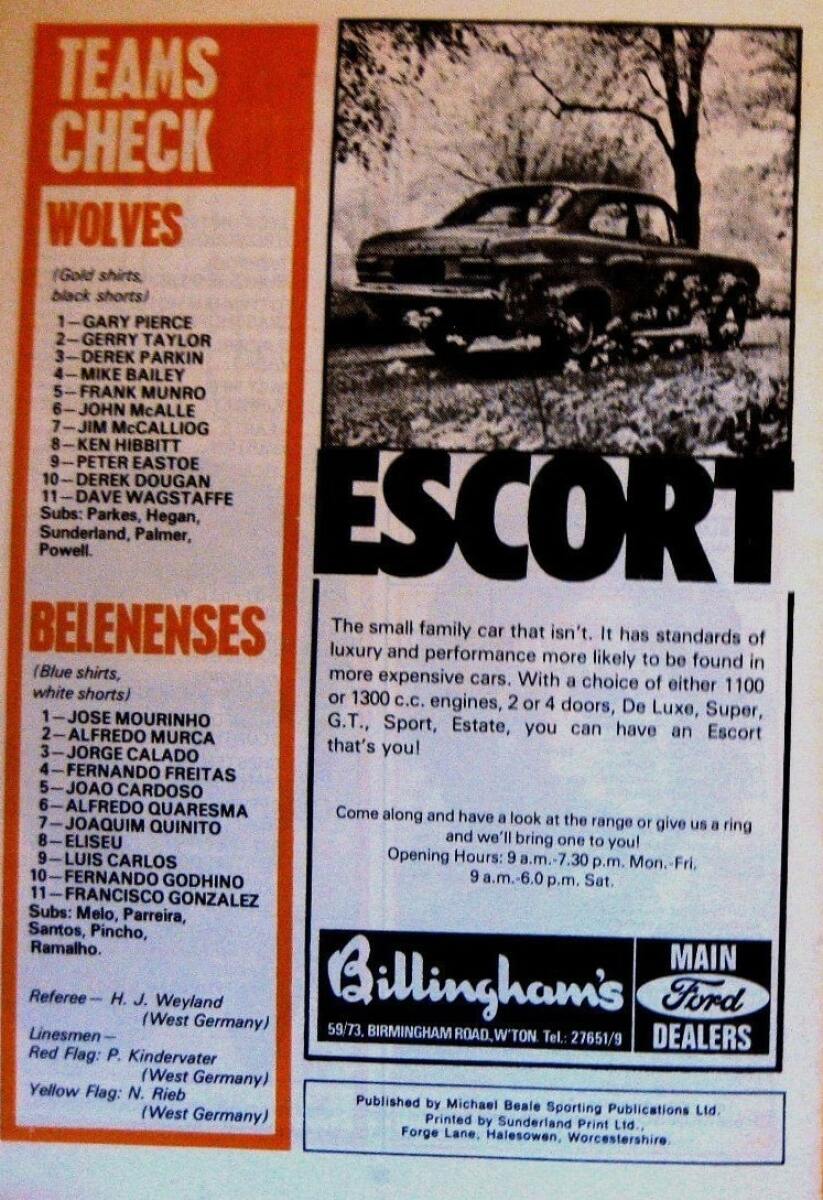 TEAMS
CHECK
WOLVES
(Gold shirts,
black shorts)
1—GARY PIERCE
2—GERRY TAYLOR
3—DEREK PARKIN
4—MIKE BAILEY
5—FRANK MUNRO
6—JOHN McALLE
7—JIM McCALLIOG
8—KEN HIBBITT
9—PETER EASTOE
10—DEREK DOUGAN
11—DAVE WAGSTAFFE
Subs: Parkes, Hegan,
Sunderland, Palmer,
Powell.
BELENENSES
(Blue shirts,
white shorts)
1—JOSE MOURINHO
2—ALFREDO MURCA
3—JORGE CALADO
4—FERNANDO FREITAS
5—JOAO CARDOSO
6—ALFREDO QUARESMA
7—JOAQUIM QUINITO
8—ELISEU
9—LUIS CARLOS
10—FERNANDO GODHINO
11—FRANCISCO GONZALEZ
Subs: Melo, Parreira,
Santos, Pincho,
Ramalho.
Referee— H. J. Weyland
(West Germany)
Linesmen—
Red Flag: P. Kindervater
(West Germany)
Yellow Flag: N. Rieb
(West Germany)
ESCORT
The small family car that isn't. It has standards of
luxury and performance more likely to be found in
more expensive cars. With a choice of either 1100
or 1300 c.c. engines, 2 or 4 doors, De Luxe, Super,
G.T., Sport, Estate, you can have an Escort
that's you!
Come along and have a look at the range or give us a ring
and we'll bring one to you!
Opening Hours: 9 a.m.-7.30 p.m. Mon.-Fri.
9 a.m.-6.0 p.m. Sat.
Billingham's
59/73, BIRMINGHAM ROAD, W'TON. Tel.: 27651/9
MAIN
Ford
DEALERS
Published by Michael Beale Sporting Publications Ltd.
Printed by Sunderland Print Ltd.,
Forge Lane, Halesowen, Worcestershire.